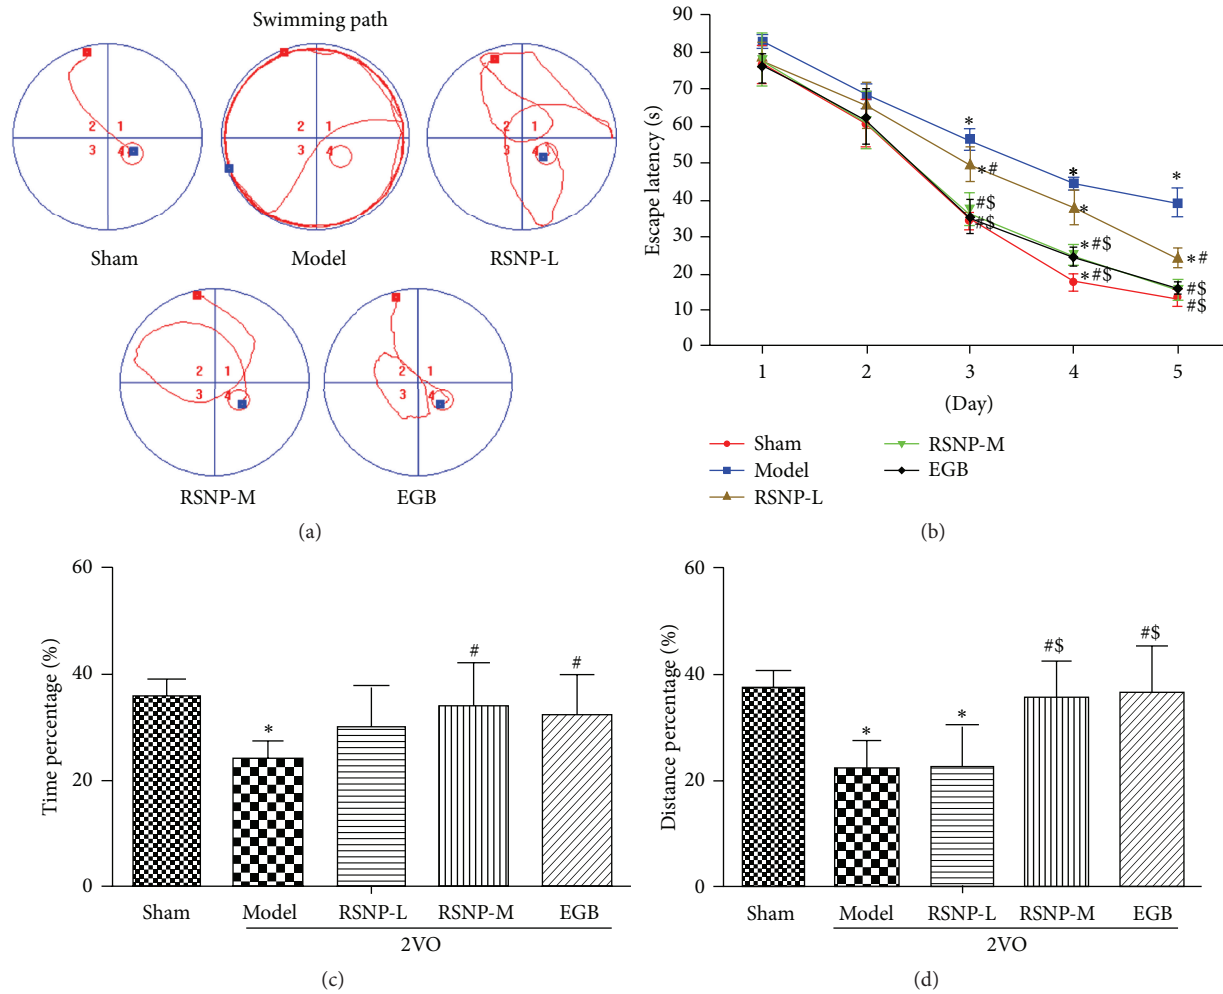 Swimming path
2 1
3 4
Sham
2 1
3 4
Model
2 1
3 4
RSNP-L
2 1
3 4
RSNP-M
2 1
3 4
EGB
(a)
Escape latency (s)
90
80
70
60
50
40
30
20
10
0
*
*#
#$
#$
*
*
*#$
*#$
*
*#
#$
#$
1 2 3 4 5
(Day)
Sham
Model
RSNP-L
RSNP-M
EGB
(b)
Time percentage (%)
60
40
20
0
*
#
#
Sham Model RSNP-L RSNP-M EGB
2VO
(c)
Distance percentage (%)
60
40
20
0
*
*
#$
#$
Sham Model RSNP-L RSNP-M EGB
2VO
(d)